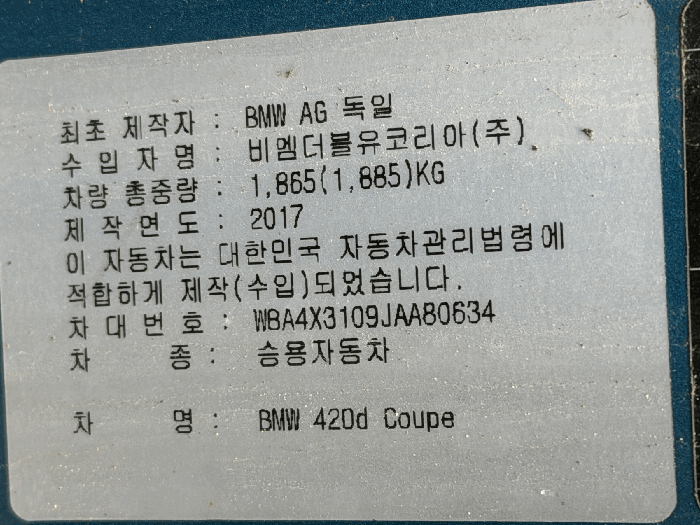 최초 제작자 : BMW AG 독일
수 입 자 명 : 비엠더블유코리아(주)
차량 총중량 : 1,865(1,885)KG
제 작 연 도 : 2017
이 자동차는 대한민국 자동차관리법령에
적합하게 제작(수입)되었습니다.
차 대 번 호 : WBA4X3109JAA80634
차 종 : 승용자동차
차 명 : BMW 420d Coupe